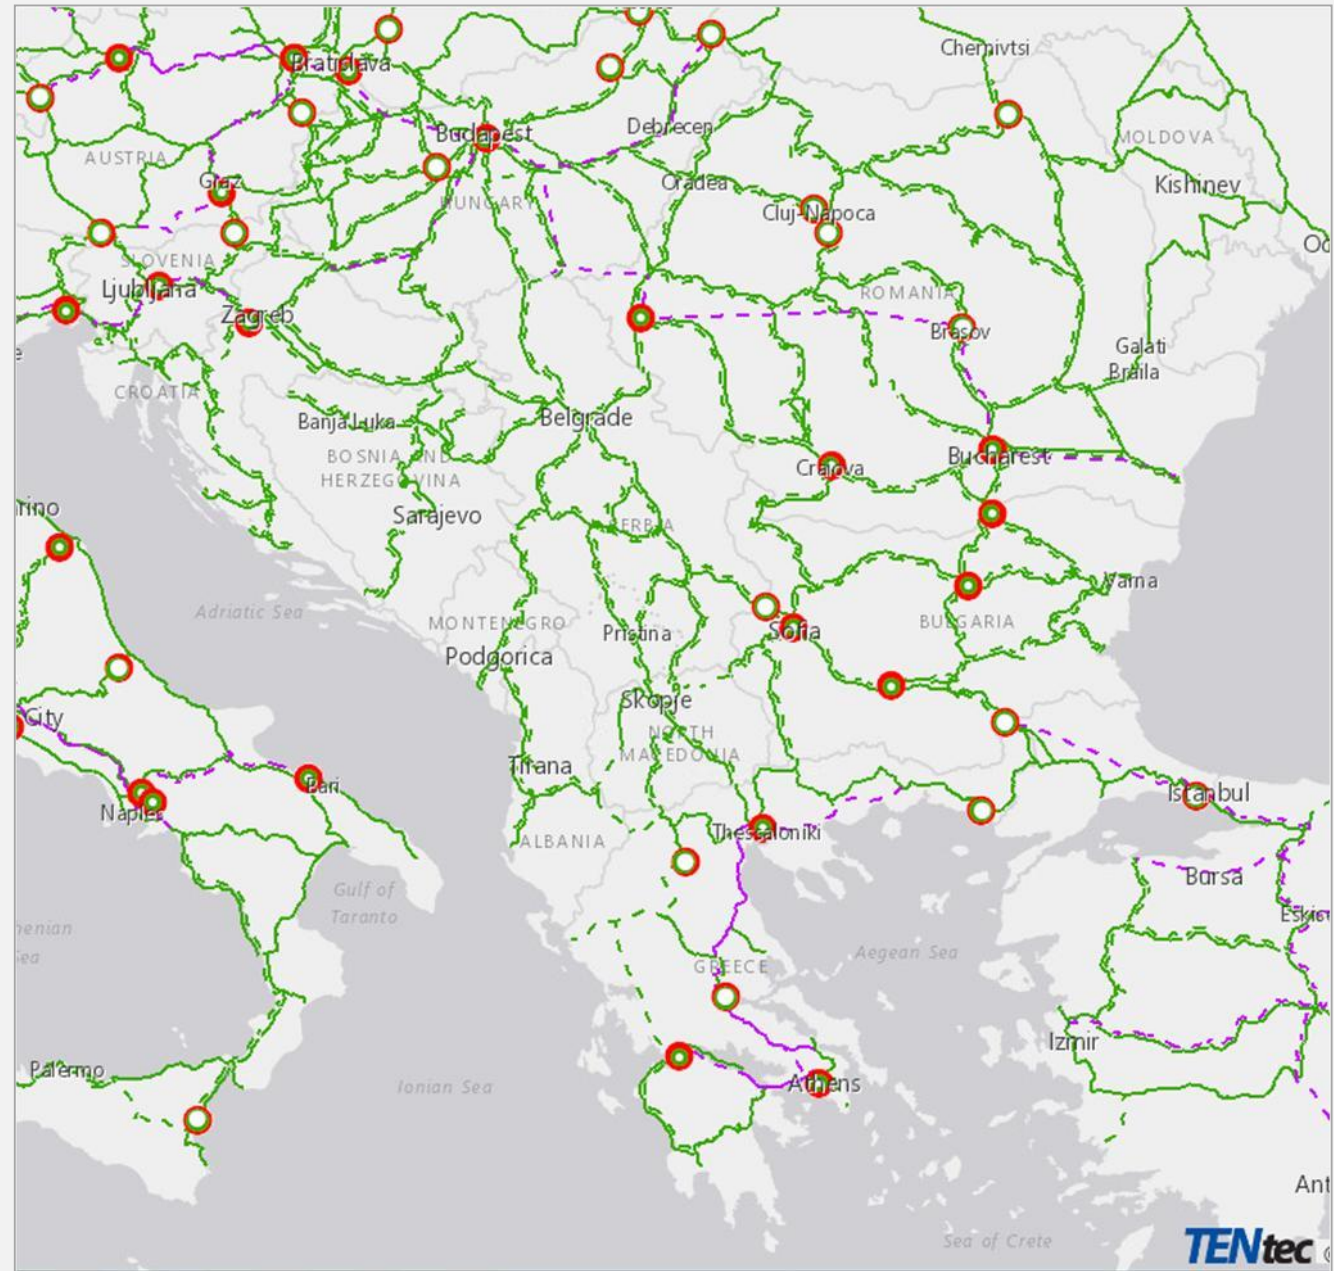 Chernivtsi
Bratislava
Budapest
Debrecen
MOLDOVA
AUSTRIA
Graz
Oradea
Kishinev
HUNGARY
Cluj-Napoca
SLOVENIA
Ljubljana
ROMANIA
Zagreb
Brasov
Galati
Braila
CROATIA
Banja Luka
Belgrade
BOSNIA AND
HERZEGOVINA
Bucharest
Craiova
Sarajevo
SERBIA
Varna
Adriatic Sea
MONTENEGRO
BULGARIA
Pristina
Sofia
Podgorica
Skopje
City
NORTH
MACEDONIA
Tirana
Bari
Istanbul
Naples
Thessaloniki
ALBANIA
Bursa
Gulf of
Taranto
Aegean Sea
GREECE
Izmir
Palermo
Ionian Sea
Athens
Sea of Crete
TENtec